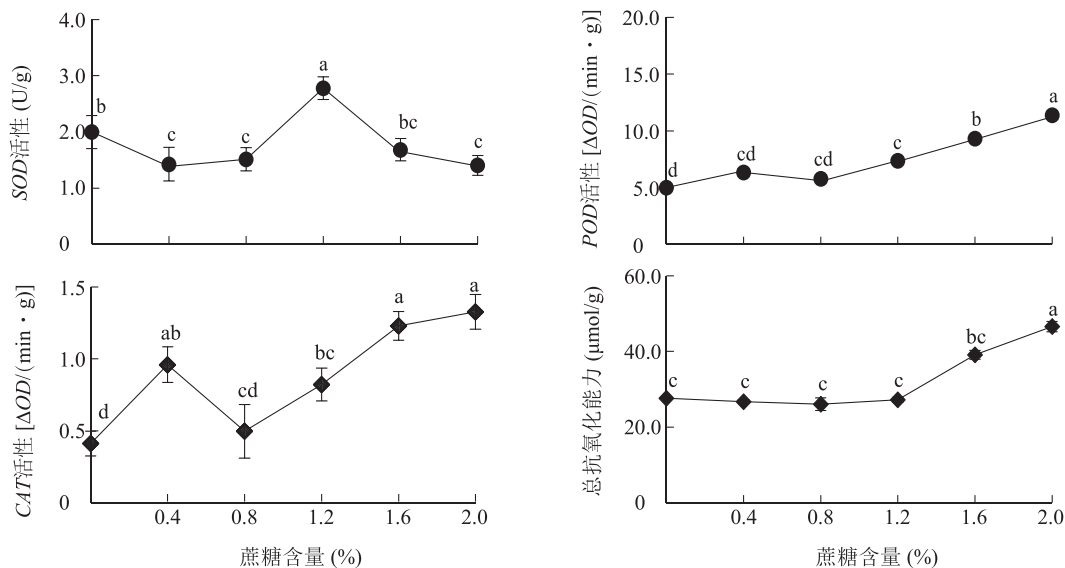 SOD活性 (U/g)
4.0
3.0
2.0
1.0
0
b
c
c
a
bc
c
POD活性 [ΔOD/(min·g)]
20.0
15.0
10.0
5.0
0
d
cd
cd
c
b
a
CAT活性 [ΔOD/(min·g)]
1.5
1.0
0.5
0
d
ab
cd
bc
a
a
0.4 0.8 1.2 1.6 2.0
蔗糖含量 (%)
总抗氧化能力 (μmol/g)
60.0
40.0
20.0
0
c
c
c
c
bc
a
0.4 0.8 1.2 1.6 2.0
蔗糖含量 (%)